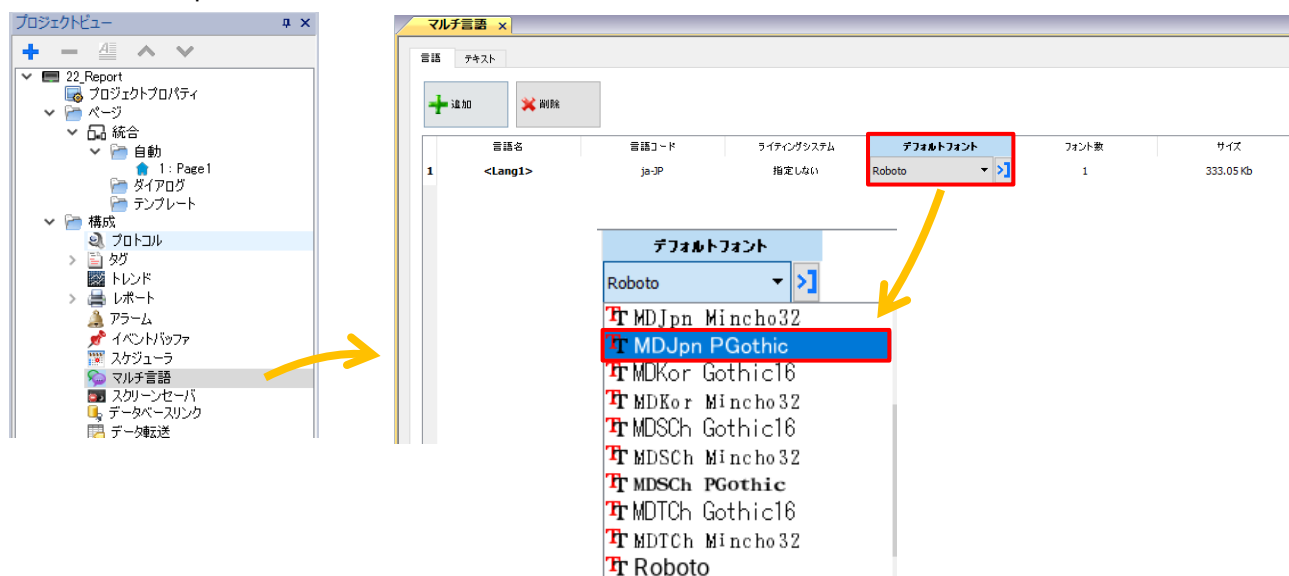 プロジェクトビュー
22_Report
プロジェクトプロパティ
ページ
統合
自動
1 : Page1
ダイアログ
テンプレート
構成
プロトコル
タグ
トレンド
レポート
アラーム
イベントバッファ
スケジューラ
マルチ言語
スクリーンセーバ
データベースリンク
データ転送
マルチ言語
言語 テキスト
追加 削除
言語名 言語コード ライティングシステム デフォルトフォント フォント数 サイズ
1 <Lang1> ja-JP 指定しない Roboto 1 333.05 Kb
デフォルトフォント
Roboto
MDJpn Mincho32
MDJpn PGothic
MDKor Gothic16
MDKor Mincho32
MDSCh Gothic16
MDSCh Mincho32
MDSCh PGothic
MDTCh Gothic16
MDTCh Mincho32
Roboto